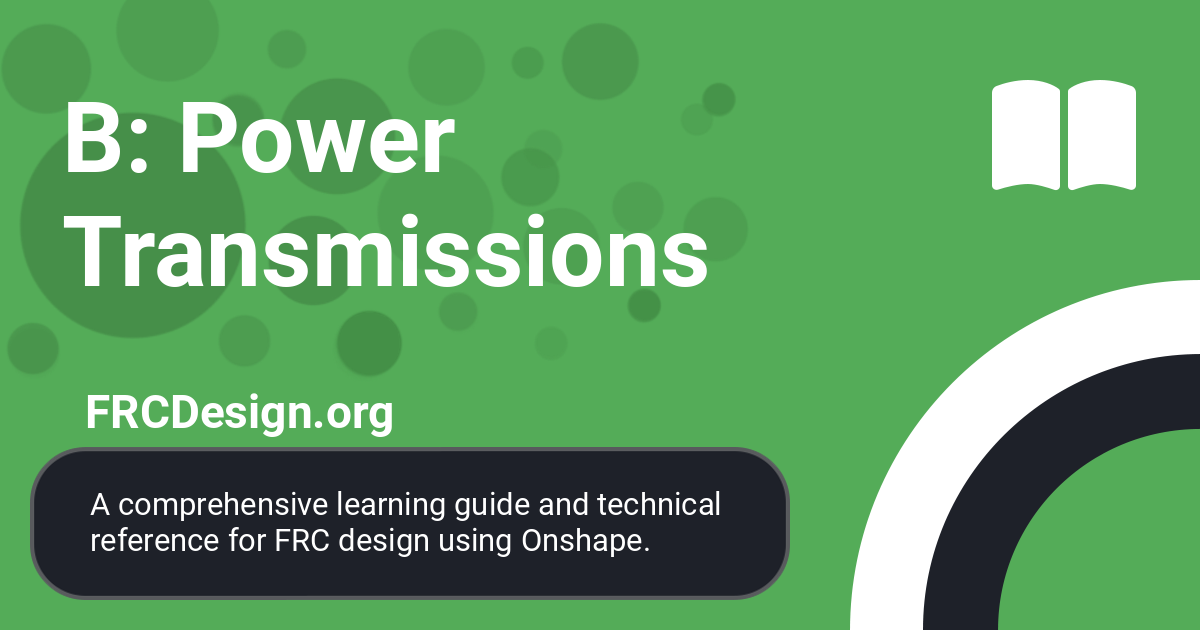 B: Power
Transmissions
FRCDesign.org
A comprehensive learning guide and technical
reference for FRC design using Onshape.